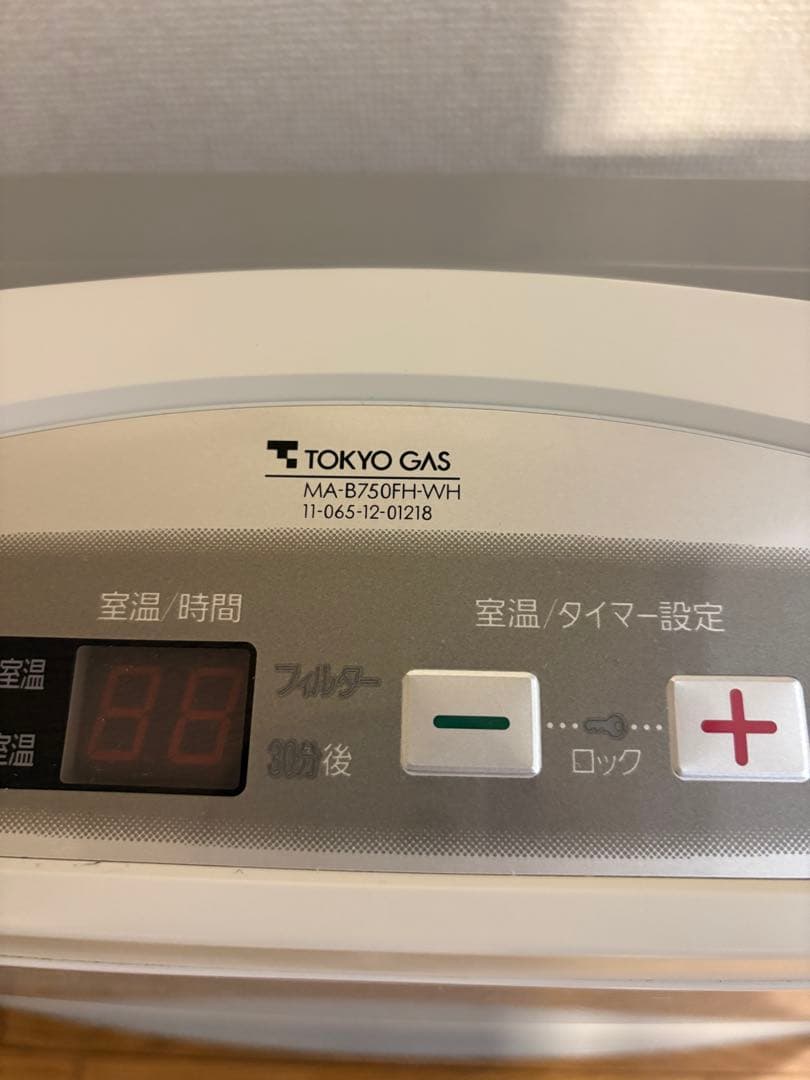 TOKYO GAS
MA-B750FH-WH
11-065-12-01218
室温/時間
室温/タイマー設定
室温
フィルター
室温
30分後
ロック